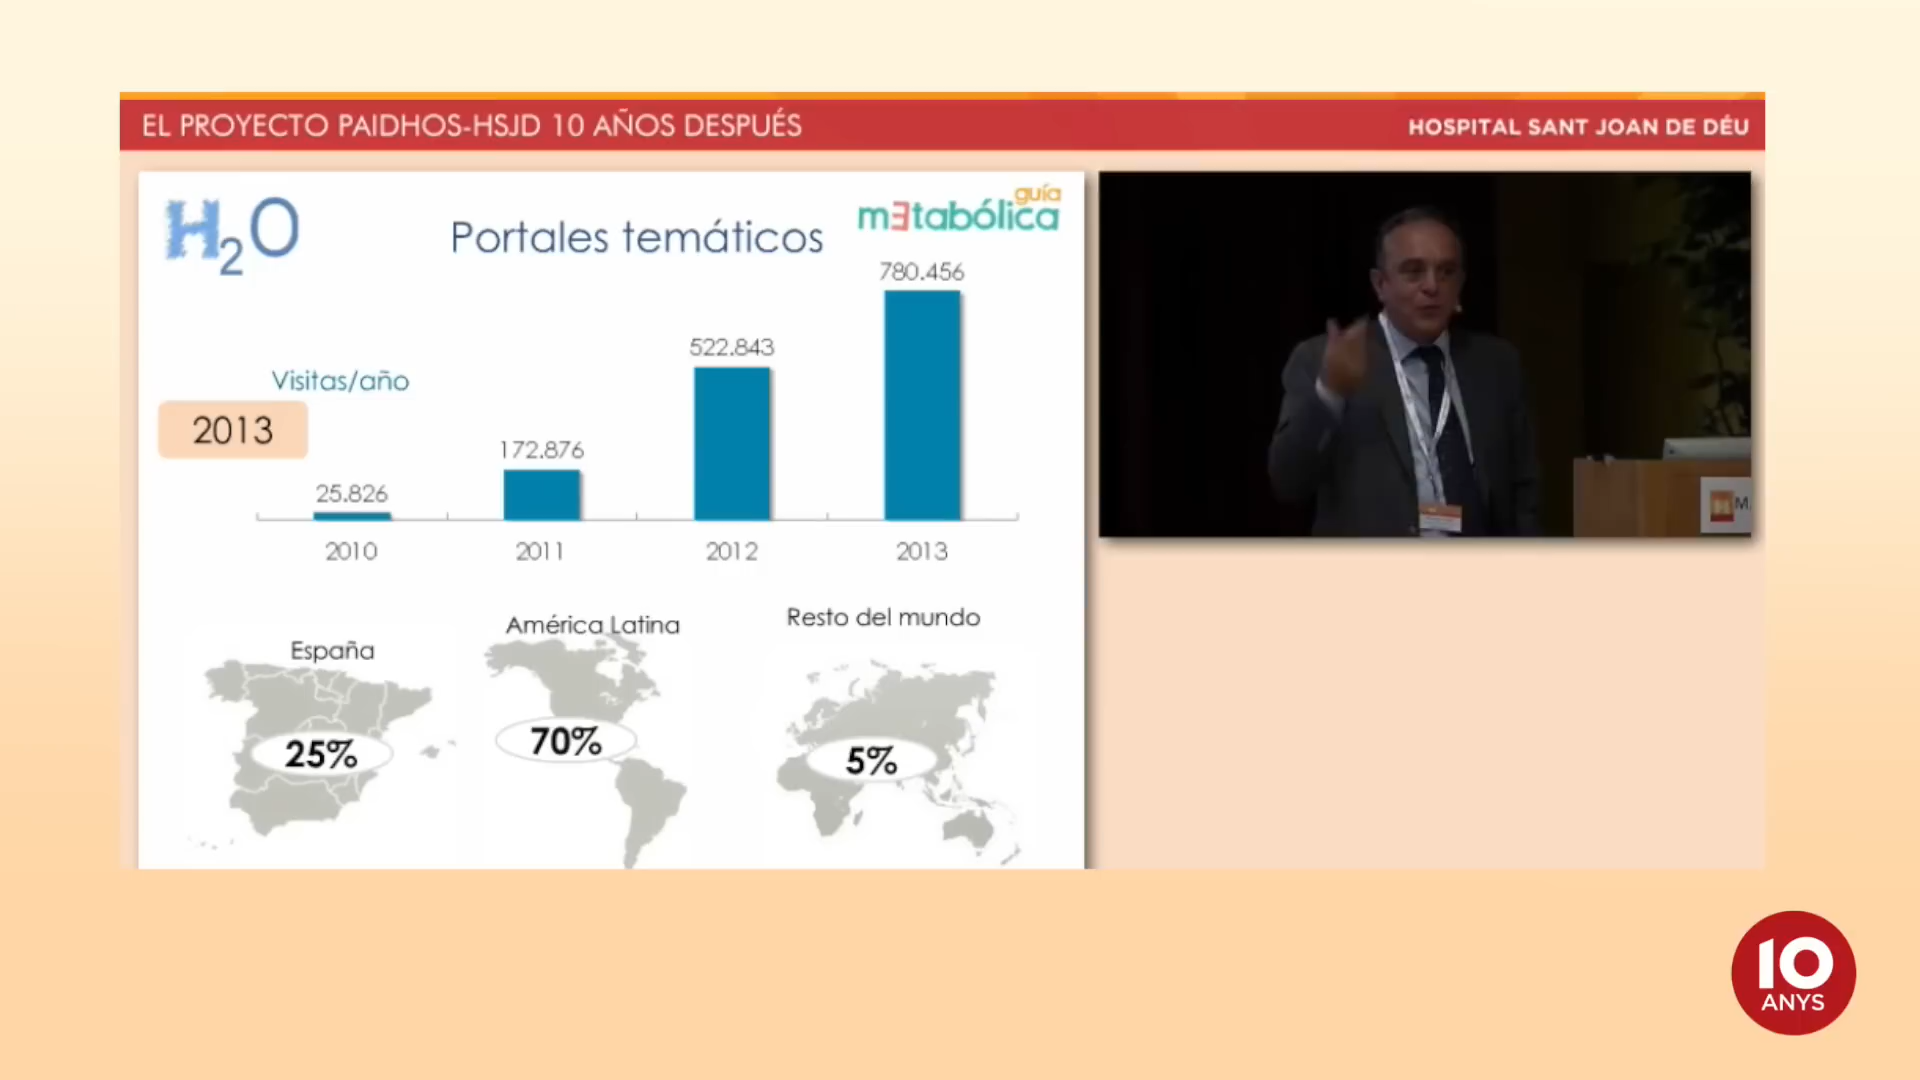 EL PROYECTO PAIDHOS-HSJD 10 AÑOS DESPUÉS
HOSPITAL SANT JOAN DE DÉU
H2O
Portales temáticos
guía
metabólica
Visitas/año
2013
25.826
172.876
522.843
780.456
2010
2011
2012
2013
España
América Latina
Resto del mundo
25%
70%
5%
M
10
ANYS